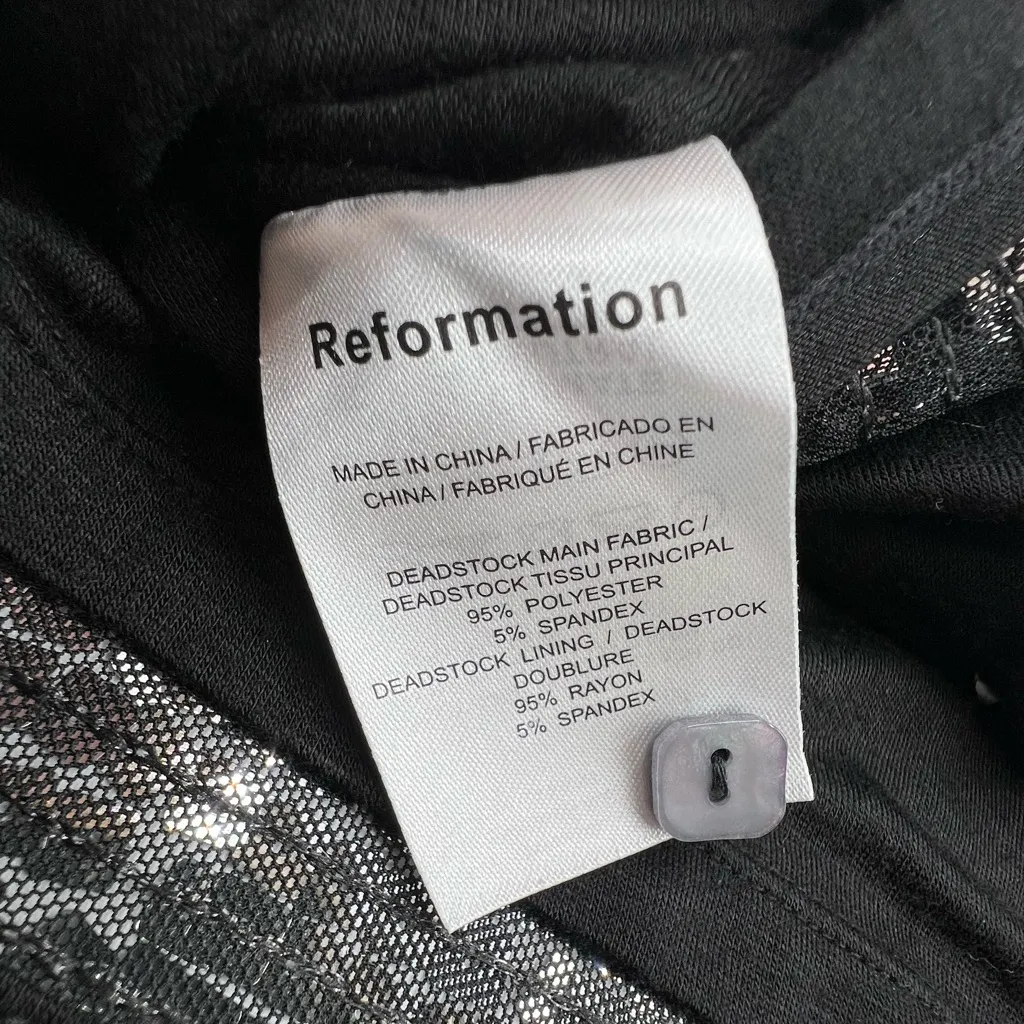 Reformation
MADE IN CHINA / FABRICADO EN
CHINA / FABRIQUÉ EN CHINE
DEADSTOCK MAIN FABRIC /
DEADSTOCK TISSU PRINCIPAL
95% POLYESTER
5% SPANDEX
DEADSTOCK LINING / DEADSTOCK
DOUBLURE
95% RAYON
5% SPANDEX